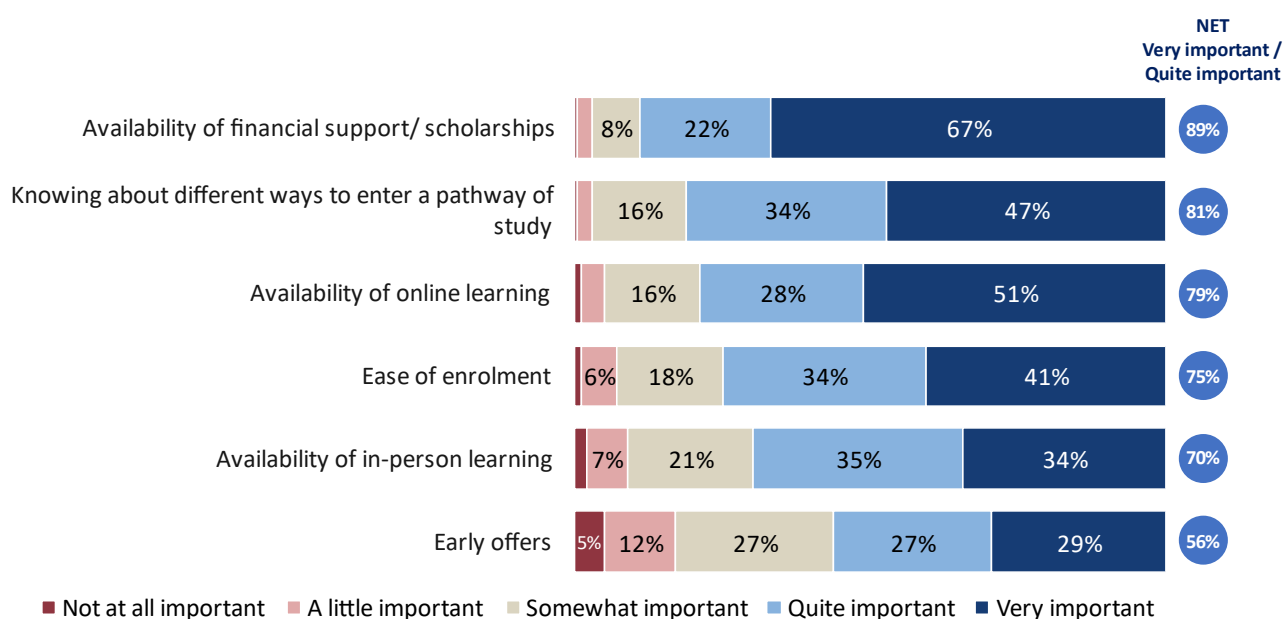 NET
Very important /
Quite important
Availability of financial support/ scholarships
8%
22%
67%
89%
Knowing about different ways to enter a pathway of
study
16%
34%
47%
81%
Availability of online learning
16%
28%
51%
79%
Ease of enrolment
6%
18%
34%
41%
75%
Availability of in-person learning
7%
21%
35%
34%
70%
Early offers
5%
12%
27%
27%
29%
56%
Not at all important
A little important
Somewhat important
Quite important
Very important